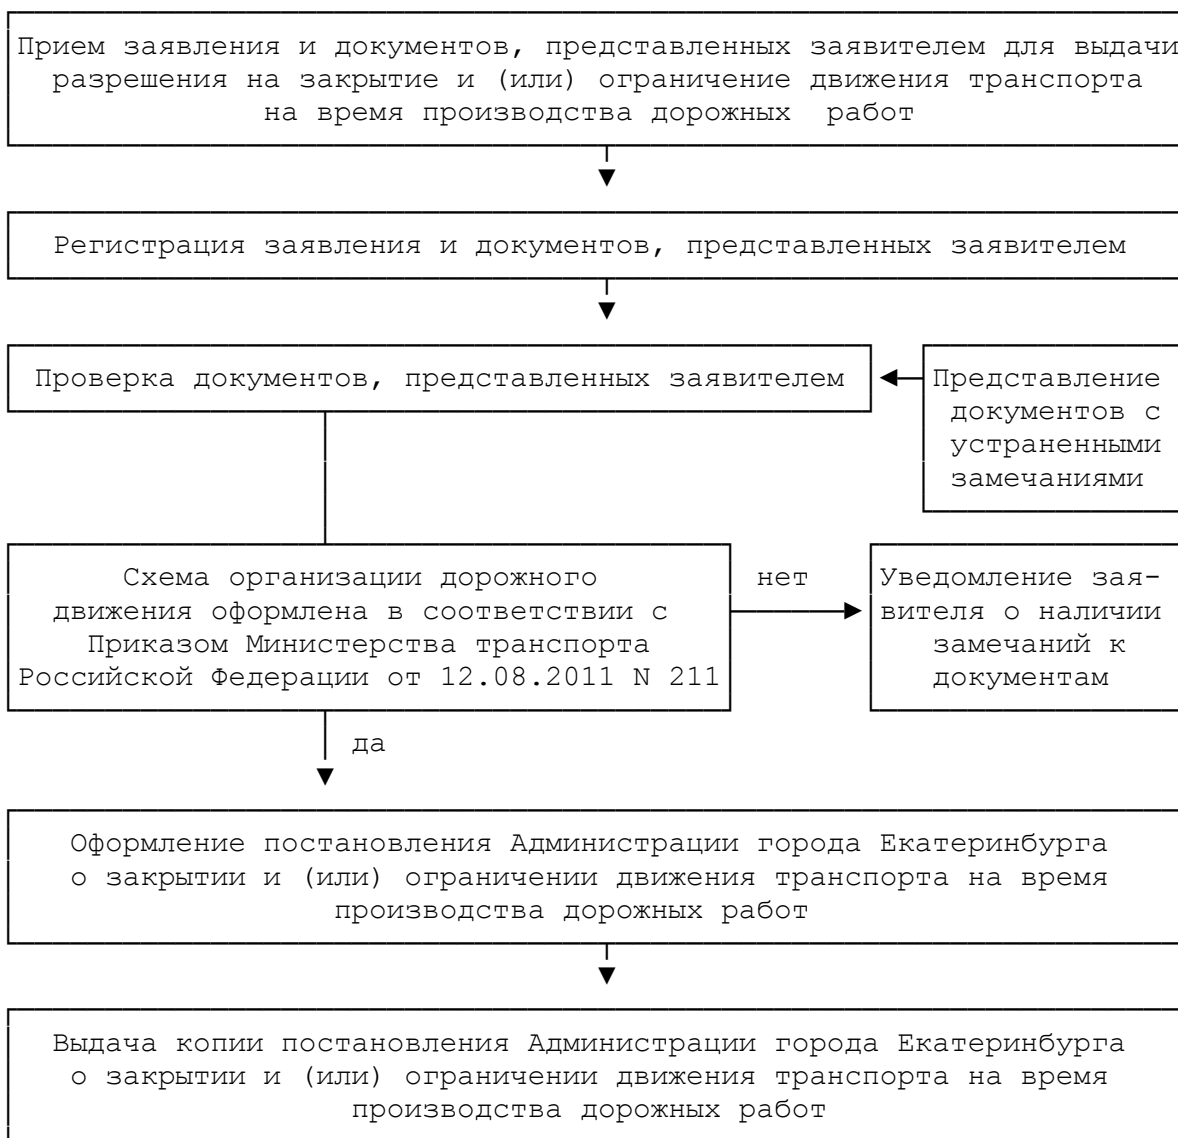 Прием заявления и документов, представленных заявителем для выдачи
разрешения на закрытие и (или) ограничение движения транспорта
на время производства дорожных работ
Регистрация заявления и документов, представленных заявителем
Проверка документов, представленных заявителем
Представление
документов с
устраненными
замечаниями
Схема организации дорожного
движения оформлена в соответствии с
Приказом Министерства транспорта
Российской Федерации от 12.08.2011 N 211
нет
Уведомление зая-
вителя о наличии
замечаний к
документам
да
Оформление постановления Администрации города Екатеринбурга
о закрытии и (или) ограничении движения транспорта на время
производства дорожных работ
Выдача копии постановления Администрации города Екатеринбурга
о закрытии и (или) ограничении движения транспорта на время
производства дорожных работ